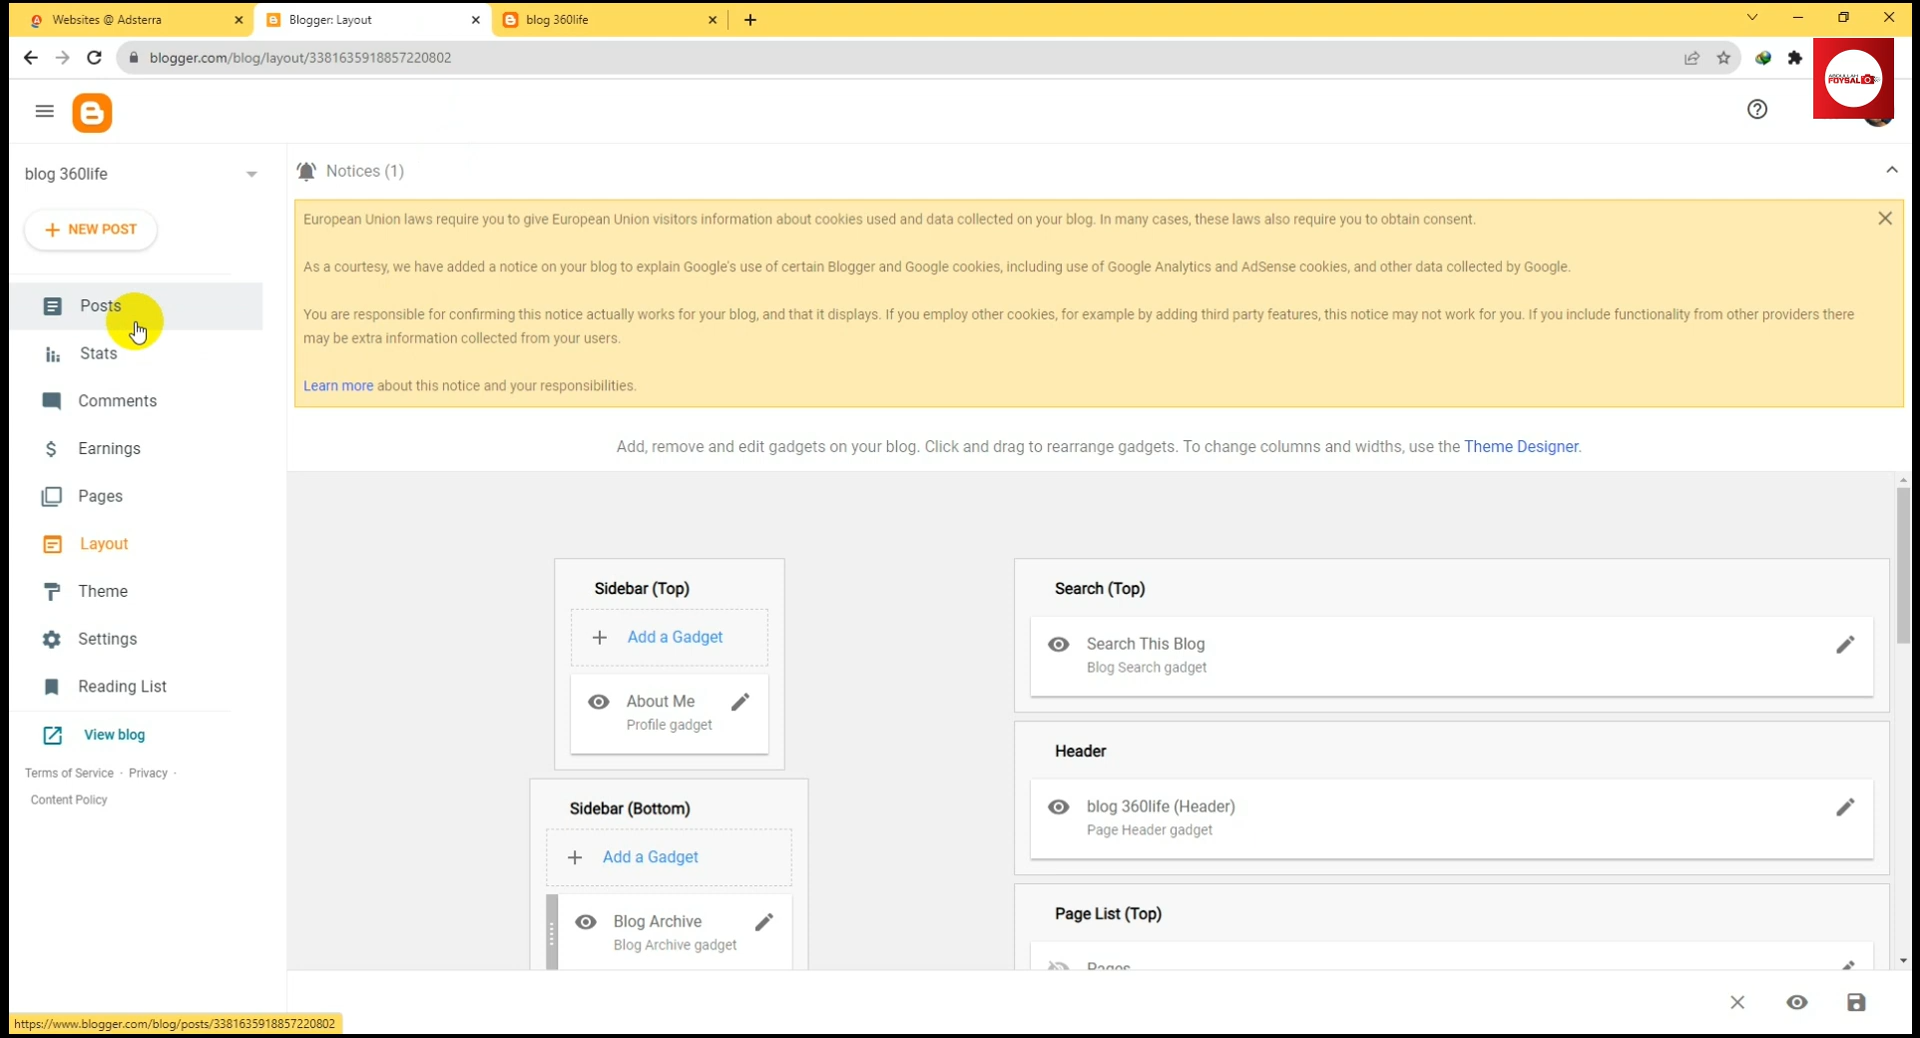 Websites @ Adsterra
Blogger: Layout
blog 360life
blogger.com/blog/layout/3381635918857220802
ABDULLAH
FOYSAL
blog 360life
NEW POST
Posts
Stats
Comments
Earnings
Pages
Layout
Theme
Settings
Reading List
View blog
Terms of Service · Privacy ·
Content Policy
Notices (1)
European Union laws require you to give European Union visitors information about cookies used and data collected on your blog. In many cases, these laws also require you to obtain consent.
As a courtesy, we have added a notice on your blog to explain Google's use of certain Blogger and Google cookies, including use of Google Analytics and AdSense cookies, and other data collected by Google.
You are responsible for confirming this notice actually works for your blog, and that it displays. If you employ other cookies, for example by adding third party features, this notice may not work for you. If you include functionality from other providers there
may be extra information collected from your users.
Learn more about this notice and your responsibilities.
Add, remove and edit gadgets on your blog. Click and drag to rearrange gadgets. To change columns and widths, use the Theme Designer.
Sidebar (Top)
Add a Gadget
About Me
Profile gadget
Sidebar (Bottom)
Add a Gadget
Blog Archive
Blog Archive gadget
Search (Top)
Search This Blog
Blog Search gadget
Header
blog 360life (Header)
Page Header gadget
Page List (Top)
Pages
https://www.blogger.com/blog/posts/3381635918857220802